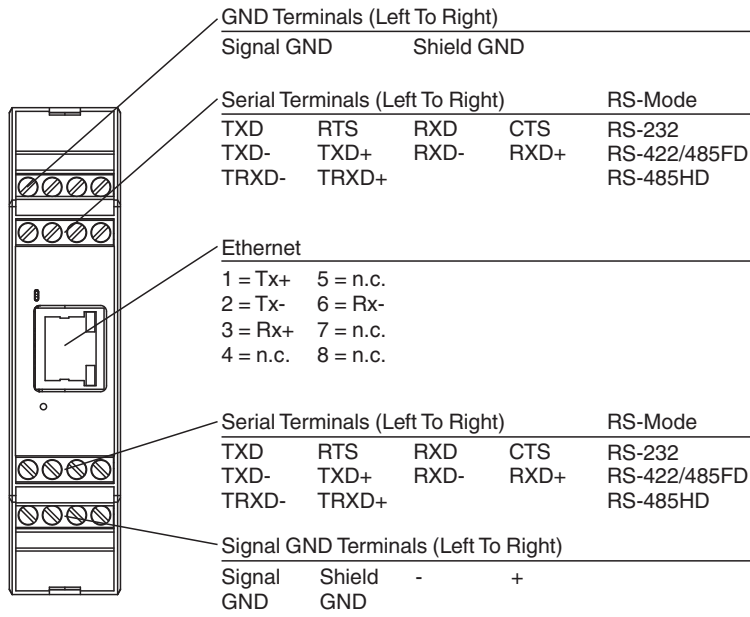 GND Terminals (Left To Right)
Signal GND Shield GND
Serial Terminals (Left To Right) RS-Mode
TXD RTS RXD CTS RS-232
TXD- TXD+ RXD- RXD+ RS-422/485FD
TRXD- TRXD+ RS-485HD
Ethernet
1 = Tx+ 5 = n.c.
2 = Tx- 6 = Rx-
3 = Rx+ 7 = n.c.
4 = n.c. 8 = n.c.
Serial Terminals (Left To Right) RS-Mode
TXD RTS RXD CTS RS-232
TXD- TXD+ RXD- RXD+ RS-422/485FD
TRXD- TRXD+ RS-485HD
Signal GND Terminals (Left To Right)
Signal Shield - +
GND GND